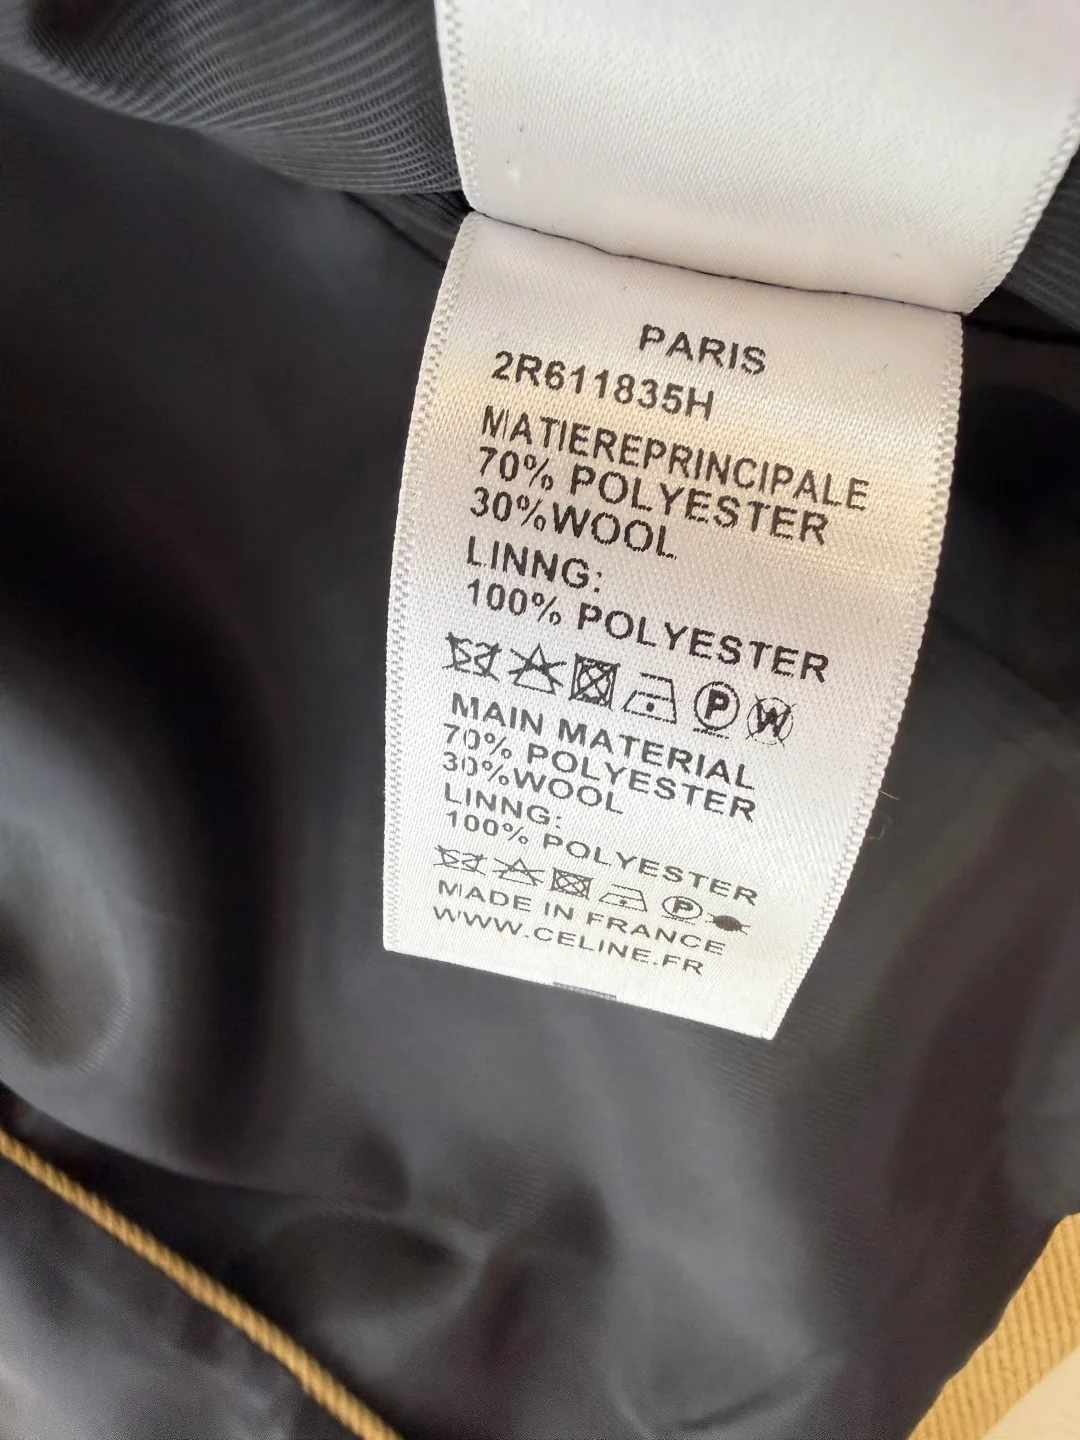 PARIS
2R611835H
MATIEREPRINCIPALE
70% POLYESTER
30%WOOL
LINNG:
100% POLYESTER
P W
MAIN MATERIAL
70% POLYESTER
30%WOOL
LINNG:
100% POLYESTER
P
MADE IN FRANCE
WWW.CELINE.FR